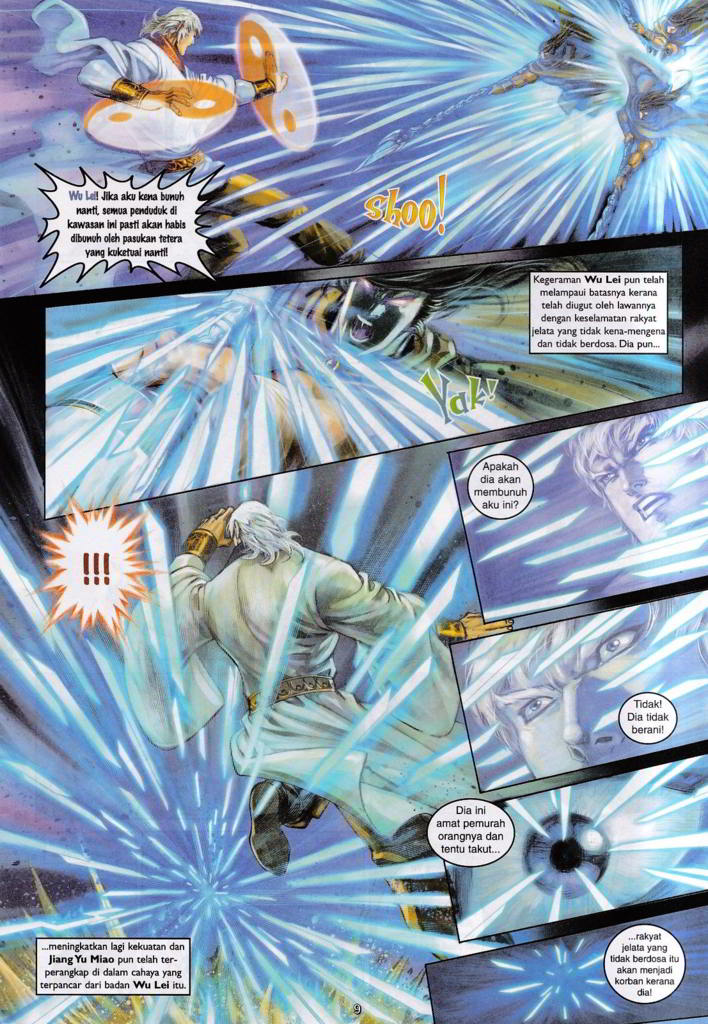 Wu Lei! Jika aku kena bunuh
nanti, semua penduduk di
kawasan ini pasti akan habis
dibunuh oleh pasukan tetera
yang kuketuai nanti!
shoo!
Kegeraman Wu Lei pun telah
melampaui batasnya kerana
telah diugut oleh lawannya
dengan keselamatan rakyat
jelata yang tidak kena-mengena
dan tidak berdosa. Dia pun...
Yak!
Apakah
dia akan
membunuh
aku ini?
!!!
Tidak!
Dia tidak
berani!
Dia ini
amat pemurah
orangnya dan
tentu takut...
...rakyat
jelata yang
tidak berdosa itu
akan menjadi
korban kerana
dia!
...meningkatkan lagi kekuatan dan
Jiang Yu Miao pun telah ter-
perangkap di dalam cahaya yang
terpancar dari badan Wu Lei itu.
9